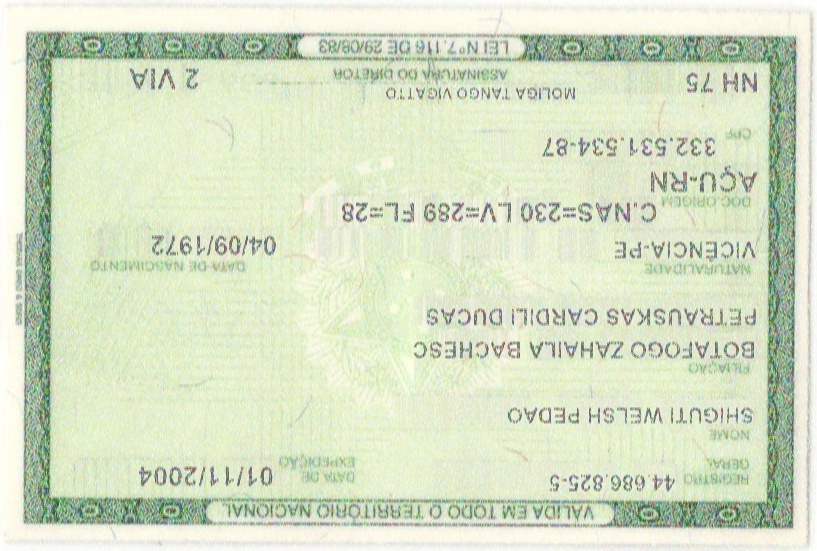 VÁLIDA EM TODO O TERRITÓRIO NACIONAL
REGISTRO GERAL 44.686.825-5 DATA DE EXPEDIÇÃO 01/11/2004
NOME
SHIGUTI WELSH PEDAO
FILIAÇÃO
BOTAFOGO ZAHAILA BACHESC
PETRAUSKAS CARDILI DUCAS
NATURALIDADE DATA DE NASCIMENTO
VICÊNCIA-PE 04/09/1972
DOC.ORIGEM C.NAS=230 LV=289 FL=28
AÇU-RN
CPF 332.531.534-87
MOLIGA TANGO VIGATTO
NH 75 ASSINATURA DO DIRETOR 2 VIA
LEI Nº 7.116 DE 29/08/83